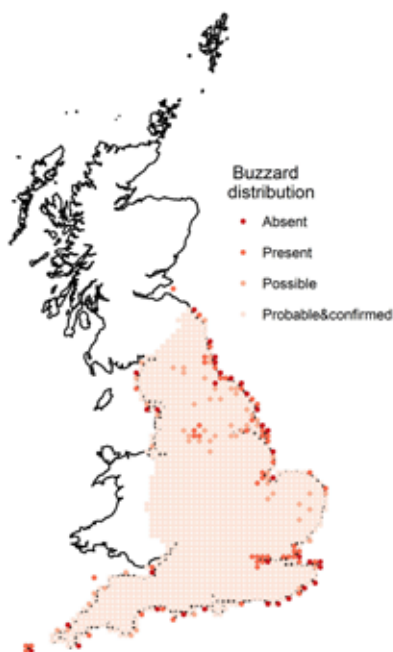 Buzzard
distribution
Absent
Present
Possible
Probable&confirmed